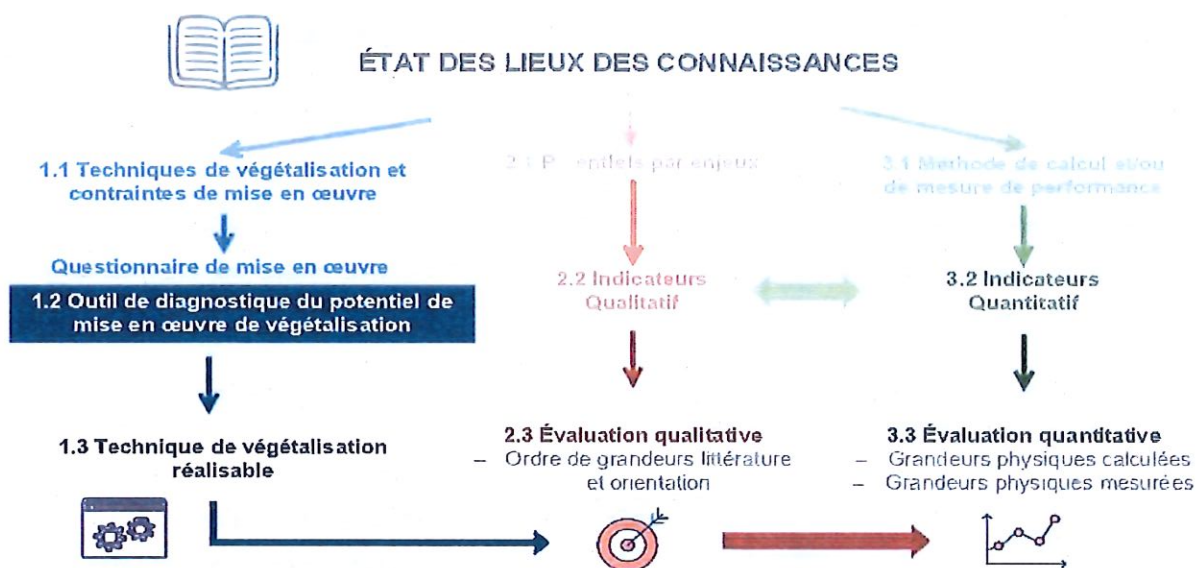 ÉTAT DES LIEUX DES CONNAISSANCES
1.1 Techniques de végétalisation et
contraintes de mise en œuvre
Questionnaire de mise en œuvre
1.2 Outil de diagnostique du potentiel de
mise en œuvre de végétalisation
1.3 Technique de végétalisation
réalisable
par enjeux
2.2 Indicateurs
Qualitatif
2.3 Évaluation qualitative
– Ordre de grandeurs littérature
et orientation
3.1 Méthode de calcul et/ou
de mesure de performance
3.2 Indicateurs
Quantitatif
3.3 Évaluation quantitative
– Grandeurs physiques calculées
– Grandeurs physiques mesurées